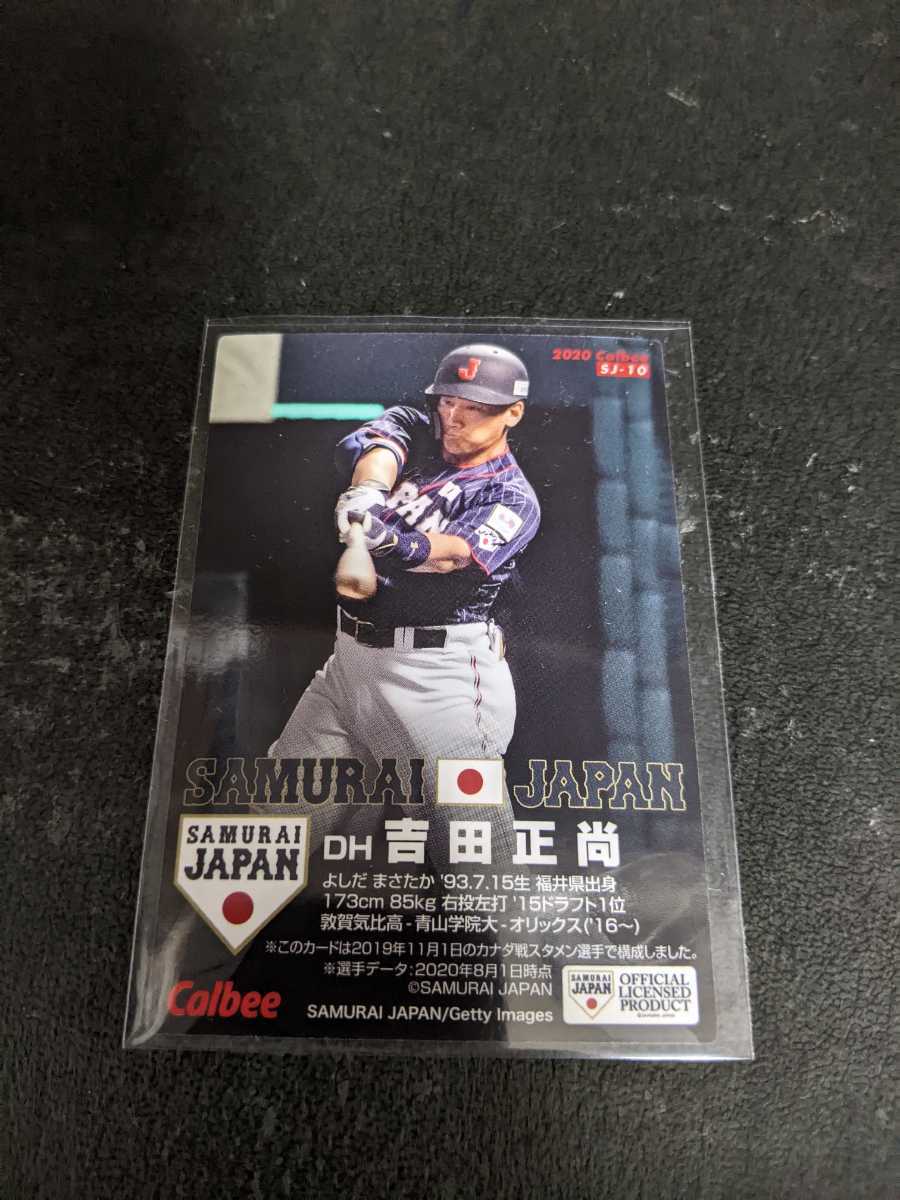 2020 Calbee
SJ-10
J
JAPAN
SAMURAI JAPAN
SAMURAI
JAPAN
DH 吉田正尚
よしだ まさたか '93.7.15生 福井県出身
173cm 85kg 右投左打 '15ドラフト1位
敦賀気比高-青山学院大-オリックス('16〜)
※このカードは2019年11月1日のカナダ戦スタメン選手で構成しました。
※選手データ:2020年8月1日時点
©SAMURAI JAPAN
Calbee
SAMURAI JAPAN/Getty Images
SAMURAI
JAPAN
OFFICIAL
LICENSED
PRODUCT
©SAMURAI JAPAN